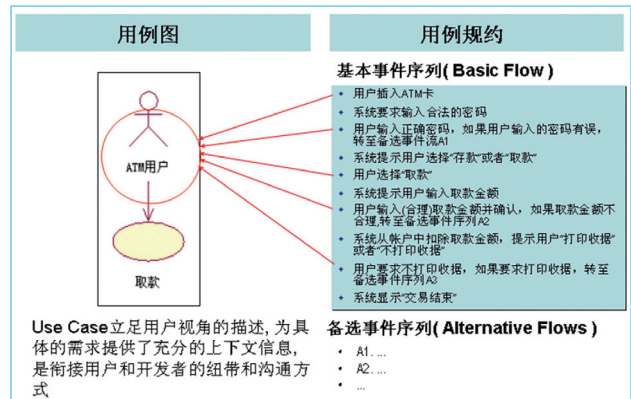 用例图
用例规约
ATM用户
取款
Use Case立足用户视角的描述, 为具
体的需求提供了充分的上下文信息,
是衔接用户和开发者的纽带和沟通方
式
基本事件序列( Basic Flow )
用户插入ATM卡
系统要求输入合法的密码
用户输入正确密码，如果用户输入的密码有误，
转至备选事件流A1
系统提示用户选择“存款”或者“取款”
用户选择“取款”
系统提示用户输入取款金额
用户输入(合理)取款金额并确认，如果取款金额不
合理,转至备选事件序列A2
系统从帐户中扣除取款金额，提示用户“打印收据”
或者“不打印收据”
用户要求不打印收据，如果要求打印收据，转至
备选事件序列A3
系统显示“交易结束”
备选事件序列( Alternative Flows )
A1. ...
A2. ...
...